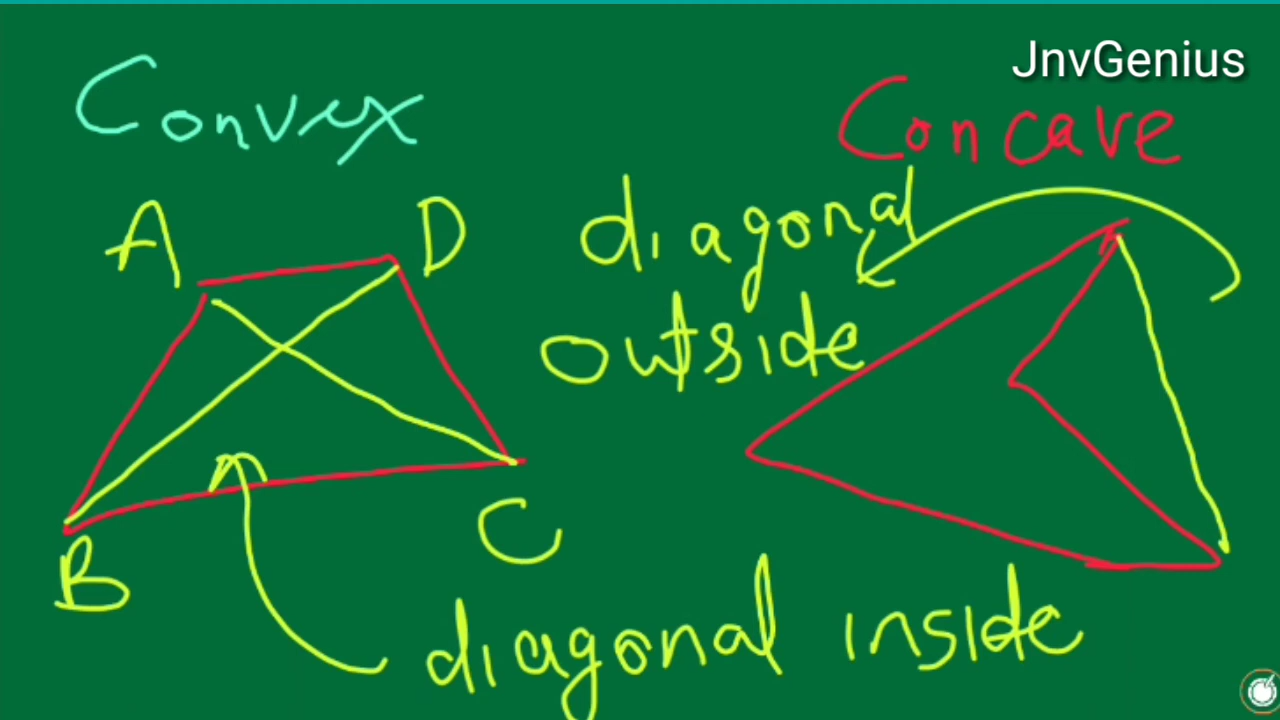 JnvGenius
Convex
Concave
A
D
diagonal
outside
B
C
diagonal inside